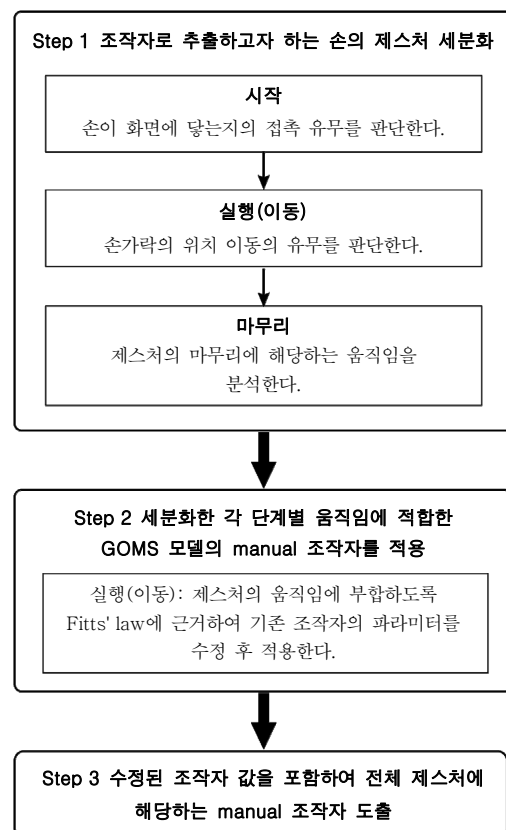 Step 1 조작자로 추출하고자 하는 손의 제스처 세분화
시작
손이 화면에 닿는지의 접촉 유무를 판단한다.
실행(이동)
손가락의 위치 이동의 유무를 판단한다.
마무리
제스처의 마무리에 해당하는 움직임을
분석한다.
Step 2 세분화한 각 단계별 움직임에 적합한
GOMS 모델의 manual 조작자를 적용
실행(이동): 제스처의 움직임에 부합하도록
Fitts' law에 근거하여 기존 조작자의 파라미터를
수정 후 적용한다.
Step 3 수정된 조작자 값을 포함하여 전체 제스처에
해당하는 manual 조작자 도출